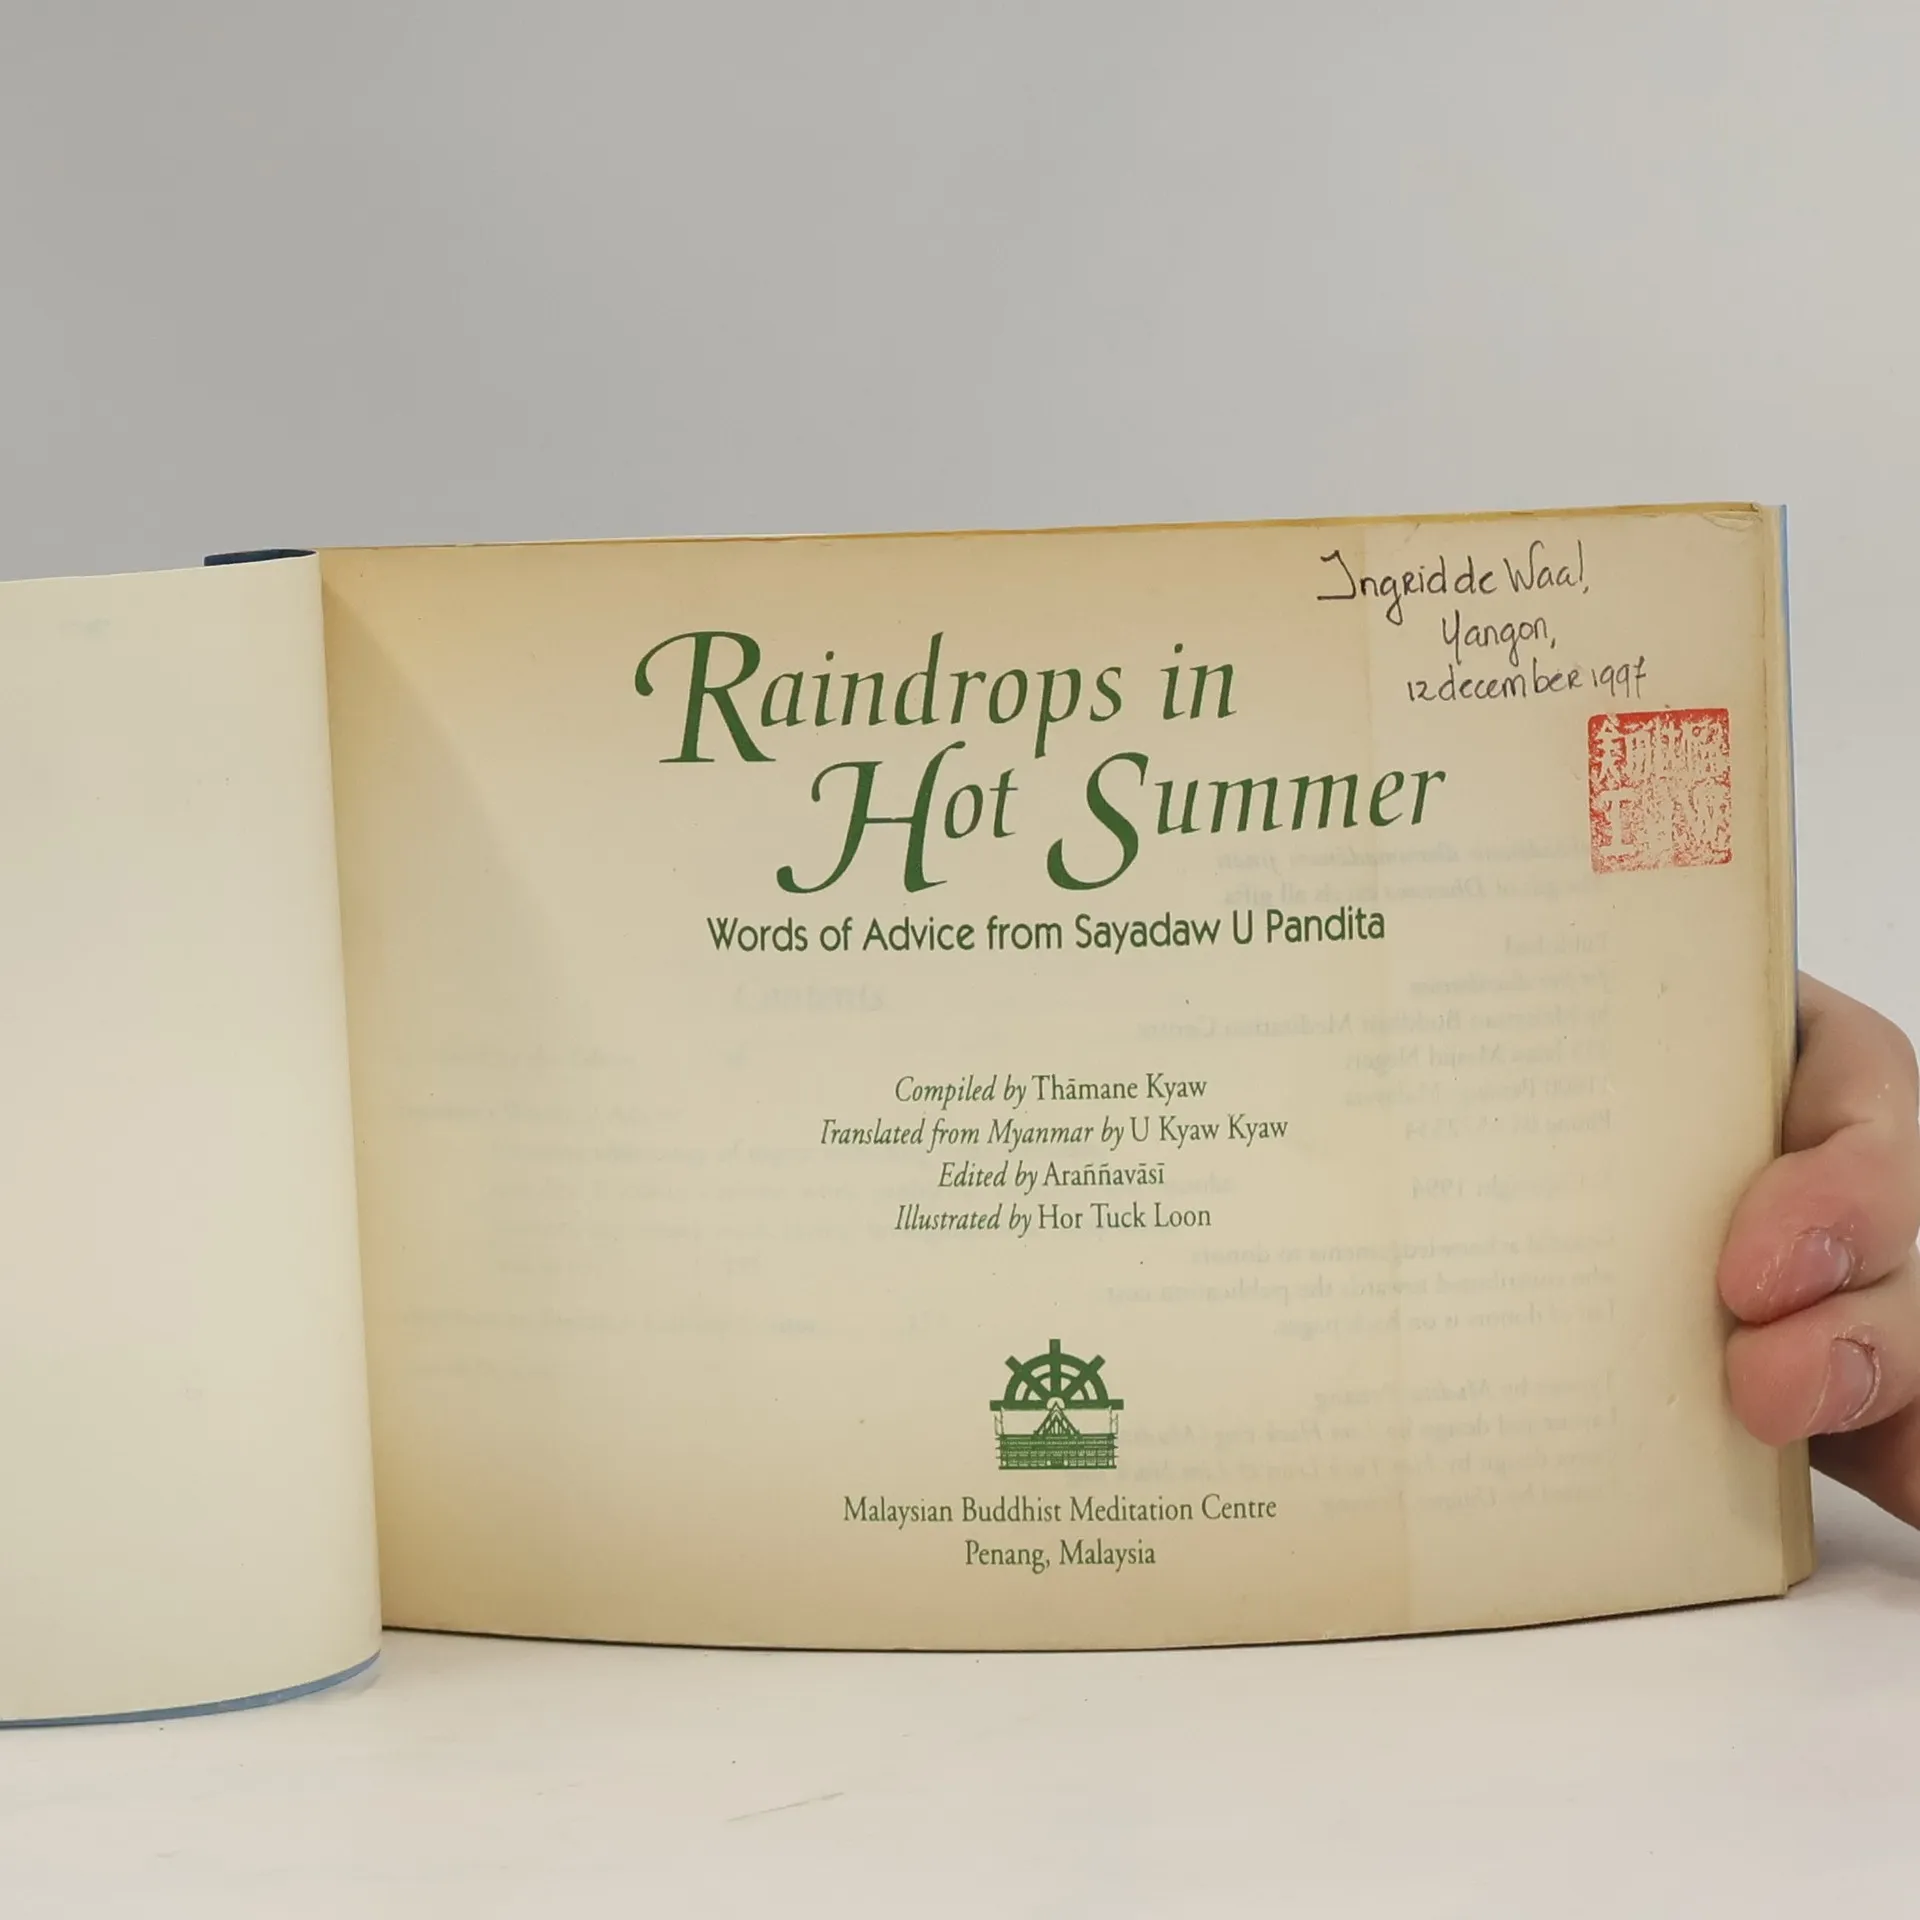 Ingrid de Waal,
Yangon,
12 december 1997
Raindrops in
Hot Summer
Words of Advice from Sayadaw U Pandita
Compiled by Thāmane Kyaw
Translated from Myanmar by U Kyaw Kyaw
Edited by Araññavāsī
Illustrated by Hor Tuck Loon
Malaysian Buddhist Meditation Centre
Penang, Malaysia